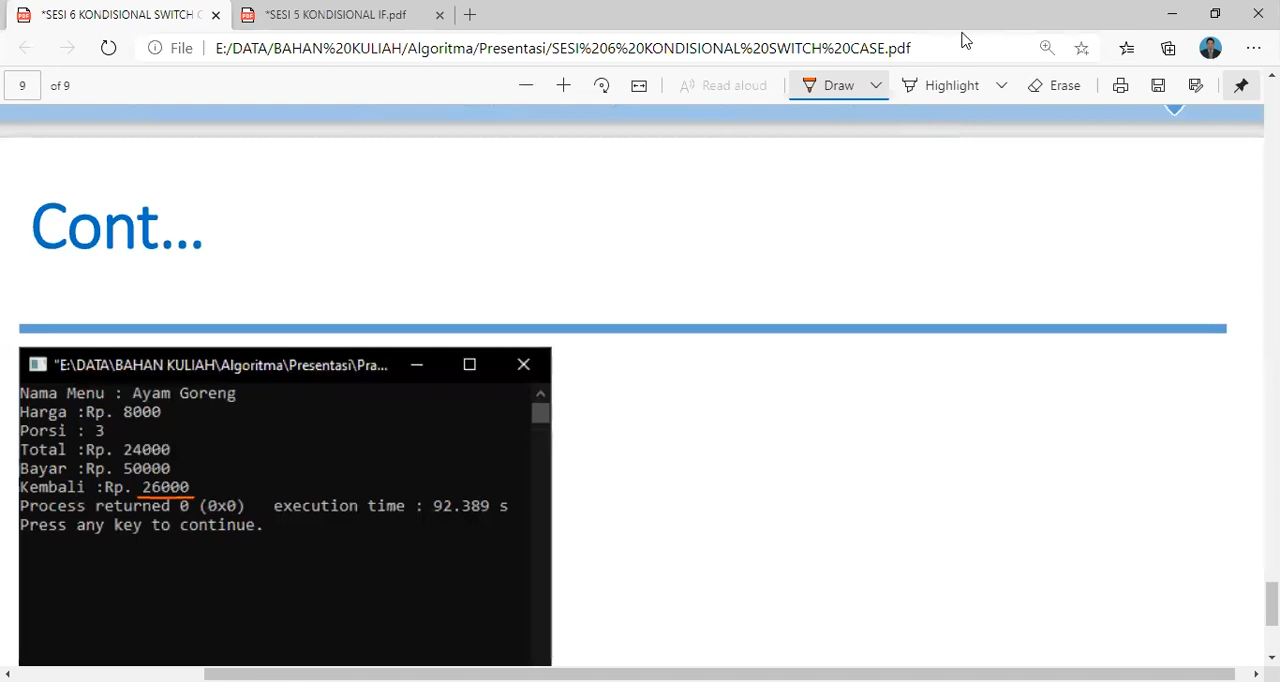 *SESI 6 KONDISIONAL SWITCH C
*SESI 5 KONDISIONAL IF.pdf
File
E:/DATA/BAHAN%20KULIAH/Algoritma/Presentasi/SESI%206%20KONDISIONAL%20SWITCH%20CASE.pdf
9 of 9
Read aloud
Draw
Highlight
Erase
Cont...
"E:\DATA\BAHAN KULIAH\Algoritma\Presentasi\Pra...
Nama Menu : Ayam Goreng
Harga :Rp. 8000
Porsi : 3
Total :Rp. 24000
Bayar :Rp. 50000
Kembali :Rp. 26000
Process returned 0 (0x0)   execution time : 92.389 s
Press any key to continue.